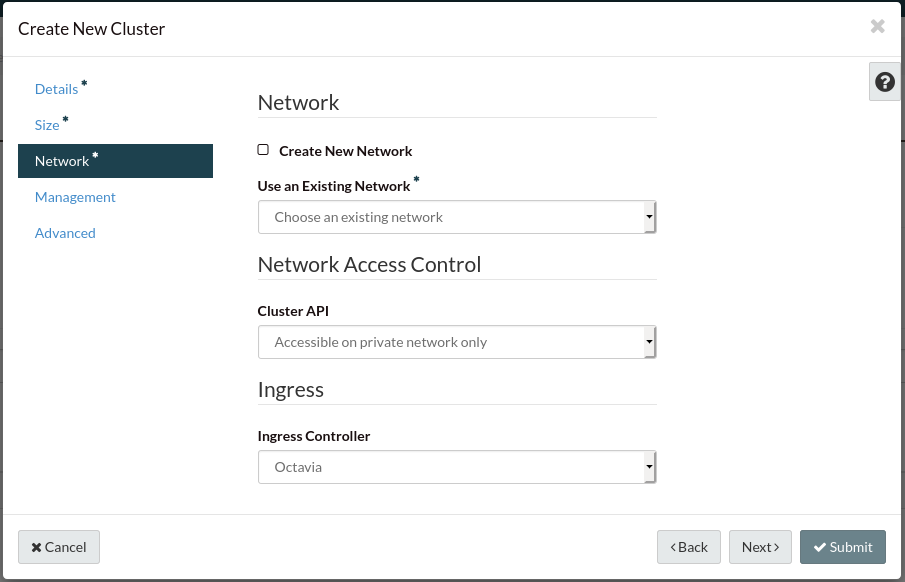 Create New Cluster
Details *
Size *
Network *
Management
Advanced
Network
Create New Network
Use an Existing Network *
Choose an existing network
Network Access Control
Cluster API
Accessible on private network only
Ingress
Ingress Controller
Octavia
Cancel
Back
Next
Submit